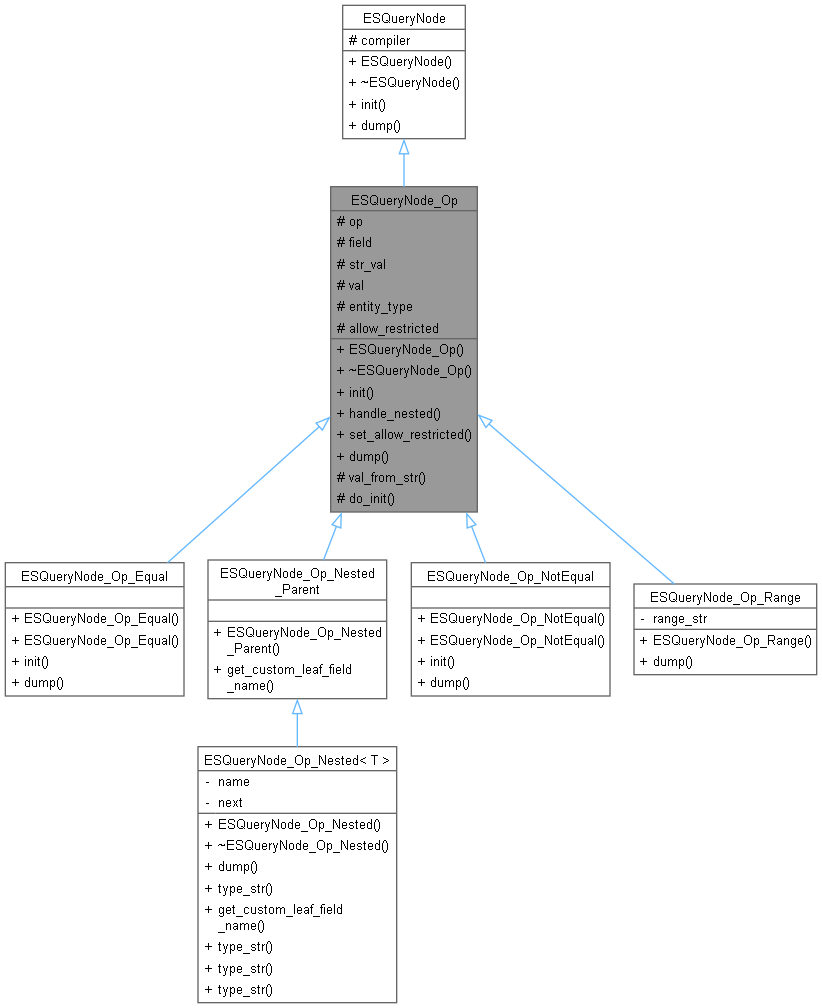 ESQueryNode
# compiler
+ ESQueryNode()
+ ~ESQueryNode()
+ init()
+ dump()
ESQueryNode_Op
# op
# field
# str_val
# val
# entity_type
# allow_restricted
+ ESQueryNode_Op()
+ ~ESQueryNode_Op()
+ init()
+ handle_nested()
+ set_allow_restricted()
+ dump()
# val_from_str()
# do_init()
ESQueryNode_Op_Equal
+ ESQueryNode_Op_Equal()
+ ESQueryNode_Op_Equal()
+ init()
+ dump()
ESQueryNode_Op_Nested
_Parent
+ ESQueryNode_Op_Nested
_Parent()
+ get_custom_leaf_field
_name()
ESQueryNode_Op_NotEqual
+ ESQueryNode_Op_NotEqual()
+ ESQueryNode_Op_NotEqual()
+ init()
+ dump()
ESQueryNode_Op_Range
- range_str
+ ESQueryNode_Op_Range()
+ dump()
ESQueryNode_Op_Nested< T >
- name
- next
+ ESQueryNode_Op_Nested()
+ ~ESQueryNode_Op_Nested()
+ dump()
+ type_str()
+ get_custom_leaf_field
_name()
+ type_str()
+ type_str()
+ type_str()